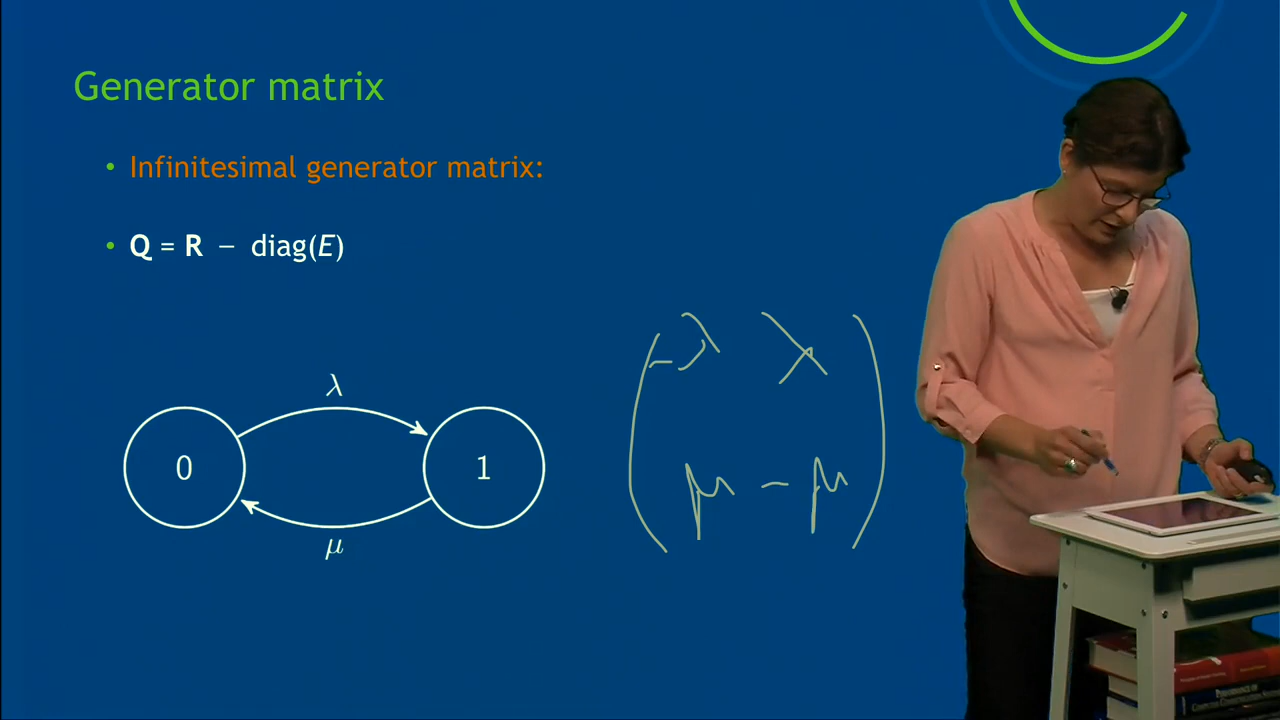 Generator matrix
• Infinitesimal generator matrix:
• Q = R − diag(E)
λ
0
1
μ
-λ λ
μ -μ